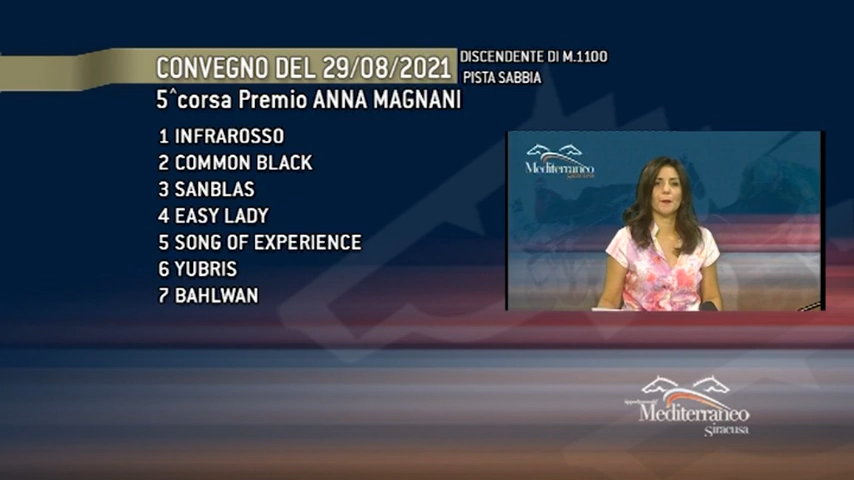 CONVEGNO DEL 29/08/2021
DISCENDENTE DI M.1100
PISTA SABBIA
5^corsa Premio ANNA MAGNANI
1 INFRAROSSO
2 COMMON BLACK
3 SANBLAS
4 EASY LADY
5 SONG OF EXPERIENCE
6 YUBRIS
7 BAHLWAN
Mediterraneo
Mediterraneo
Siracusa